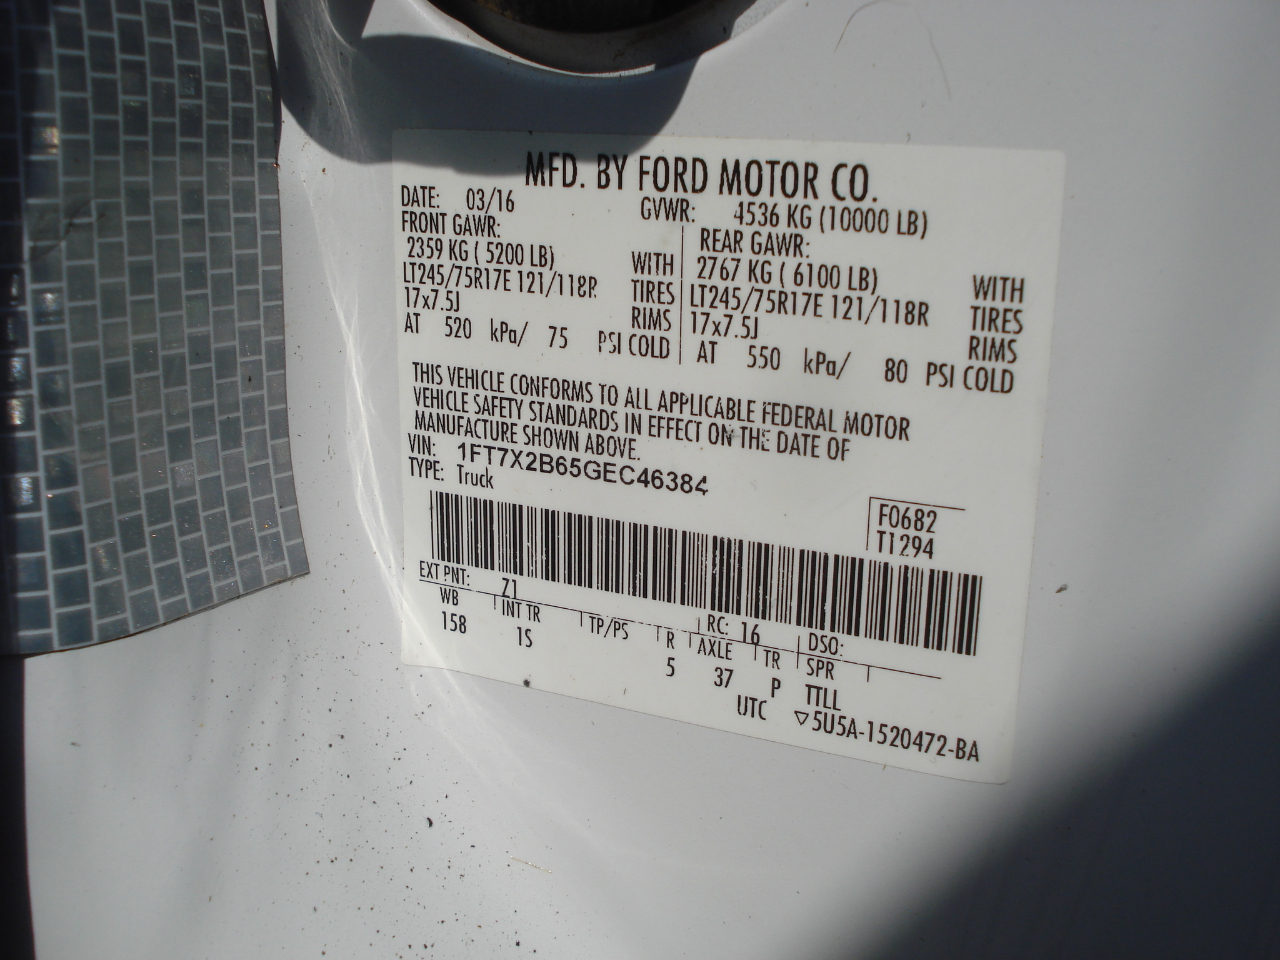 MFD. BY FORD MOTOR CO.
DATE: 03/16 GVWR: 4536 KG (10000 LB)
FRONT GAWR:
2359 KG ( 5200 LB) WITH
LT245/75R17E 121/118R TIRES
17x7.5J RIMS
AT 520 kPa/ 75 PSI COLD
REAR GAWR:
2767 KG ( 6100 LB) WITH
LT245/75R17E 121/118R TIRES
17x7.5J RIMS
AT 550 kPa/ 80 PSI COLD
THIS VEHICLE CONFORMS TO ALL APPLICABLE FEDERAL MOTOR
VEHICLE SAFETY STANDARDS IN EFFECT ON THE DATE OF
MANUFACTURE SHOWN ABOVE.
VIN: 1FT7X2B65GEC46384
TYPE: Truck
F0682
T1294
EXT PNT: Z1 RC: 16 DSO:
WB INT TR TP/PS R AXLE TR SPR
158 1S 5 37 P TTLL
UTC ▽5U5A-1520472-BA